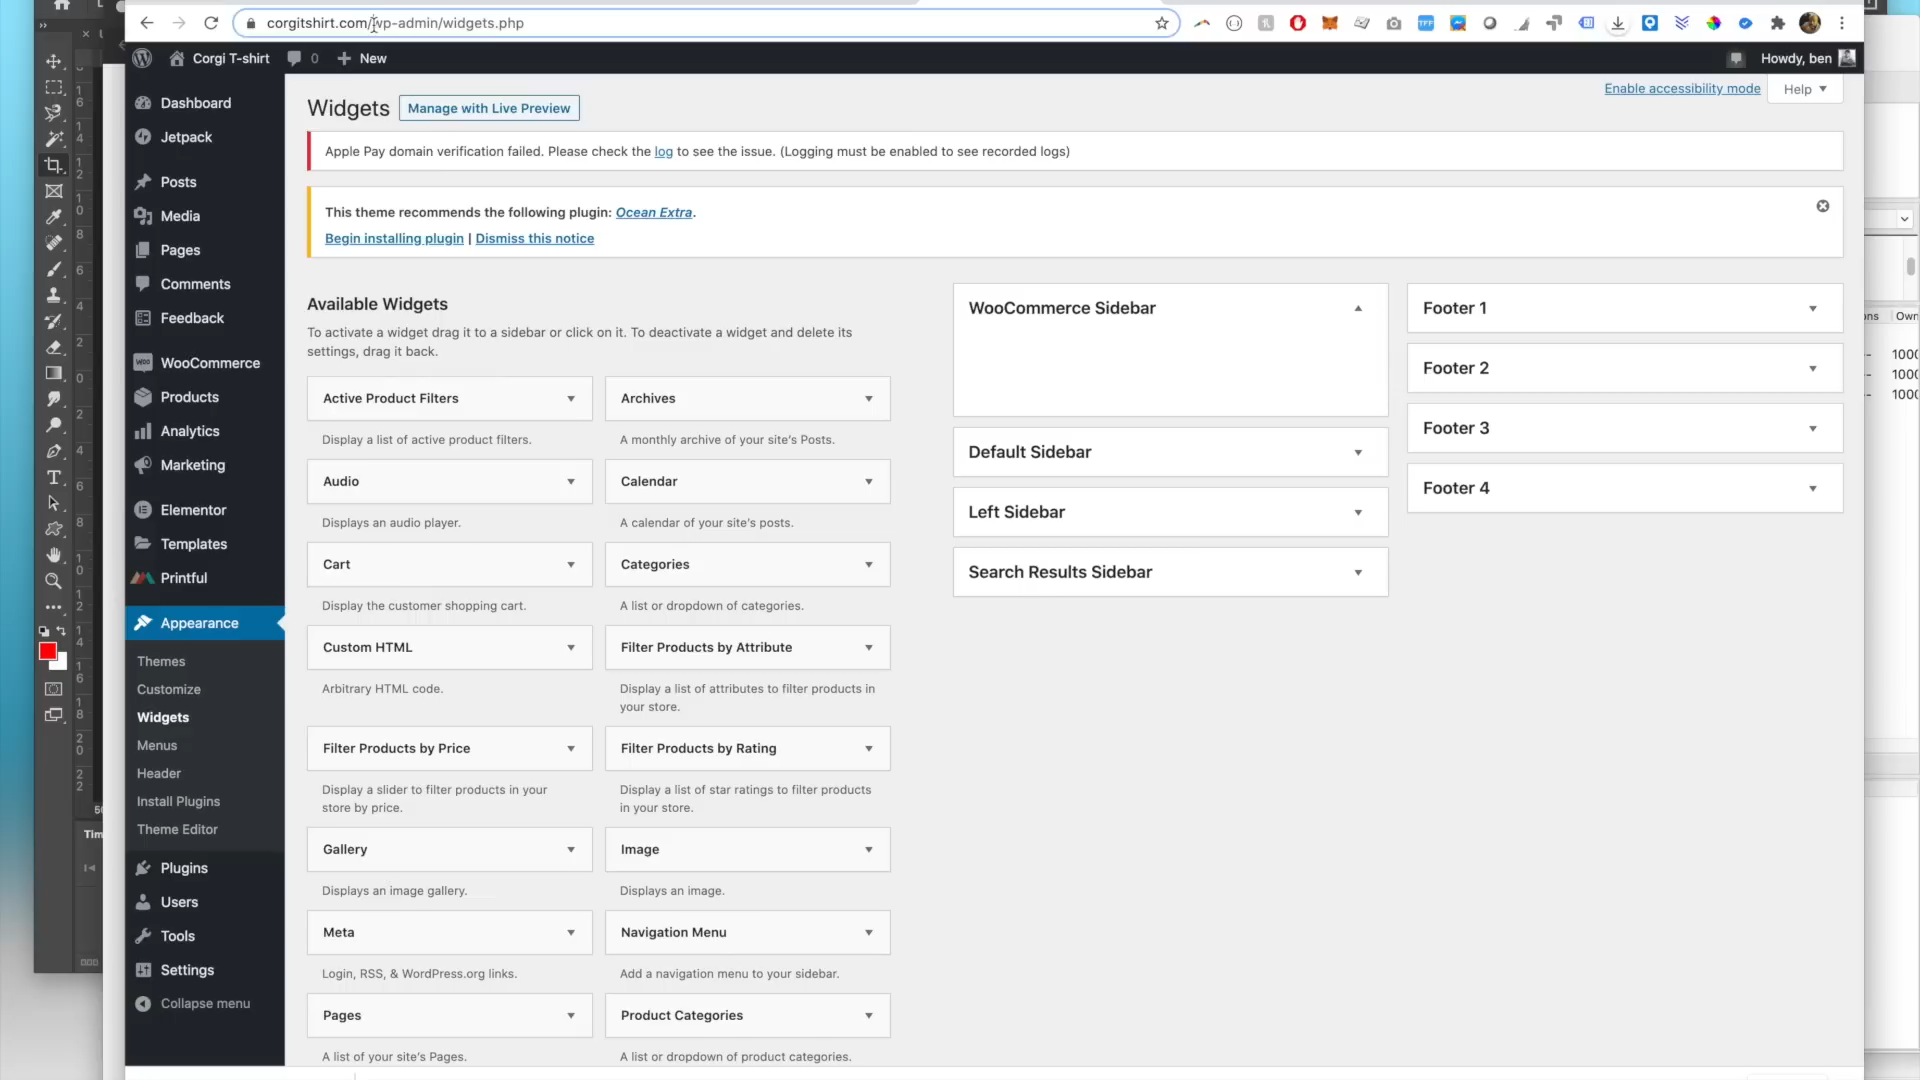 corgitshirt.com/wp-admin/widgets.php
Corgi T-shirt
0
New
Howdy, ben
Dashboard
Jetpack
Posts
Media
Pages
Comments
Feedback
WooCommerce
Products
Analytics
Marketing
Elementor
Templates
Printful
Appearance
Themes
Customize
Widgets
Menus
Header
Install Plugins
Theme Editor
Plugins
Users
Tools
Settings
Collapse menu
Widgets
Manage with Live Preview
Enable accessibility mode
Help
Apple Pay domain verification failed. Please check the log to see the issue. (Logging must be enabled to see recorded logs)
This theme recommends the following plugin: Ocean Extra.
Begin installing plugin | Dismiss this notice
Available Widgets
To activate a widget drag it to a sidebar or click on it. To deactivate a widget and delete its
settings, drag it back.
Active Product Filters
Display a list of active product filters.
Archives
A monthly archive of your site's Posts.
Audio
Displays an audio player.
Calendar
A calendar of your site's posts.
Cart
Display the customer shopping cart.
Categories
A list or dropdown of categories.
Custom HTML
Arbitrary HTML code.
Filter Products by Attribute
Display a list of attributes to filter products in
your store.
Filter Products by Price
Display a slider to filter products in your
store by price.
Filter Products by Rating
Display a list of star ratings to filter products
in your store.
Gallery
Displays an image gallery.
Image
Displays an image.
Meta
Login, RSS, & WordPress.org links.
Navigation Menu
Add a navigation menu to your sidebar.
Pages
A list of your site's Pages.
Product Categories
A list or dropdown of product categories.
WooCommerce Sidebar
Default Sidebar
Left Sidebar
Search Results Sidebar
Footer 1
Footer 2
Footer 3
Footer 4